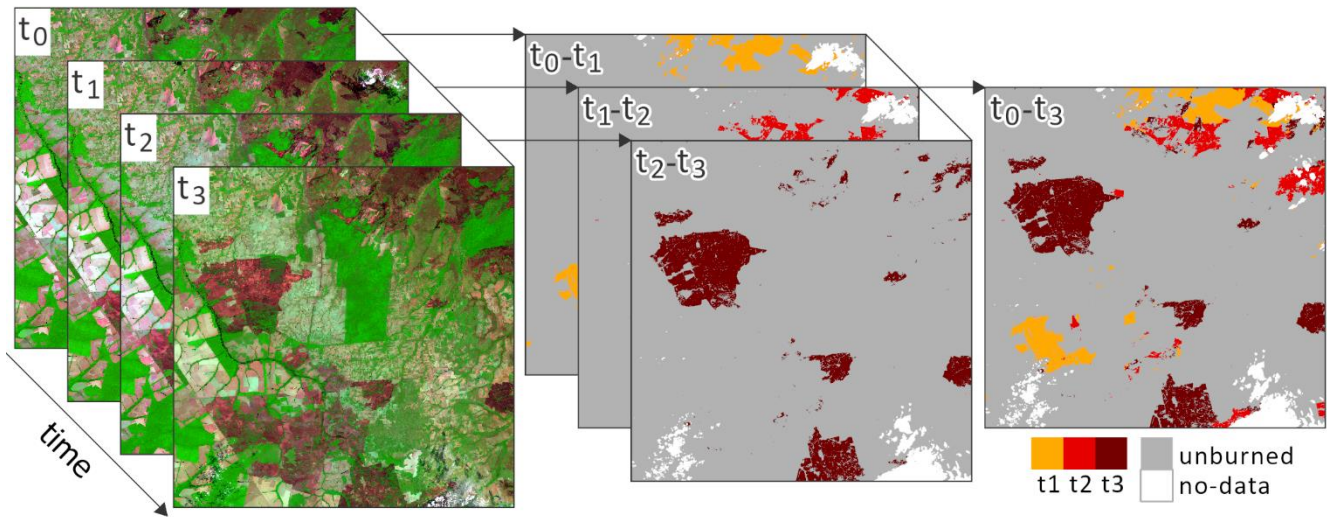 t₀
t₁
t₂
t₃
time
t₀-t₁
t₁-t₂
t₂-t₃
t₀-t₃
t1 t2 t3
unburned
no-data